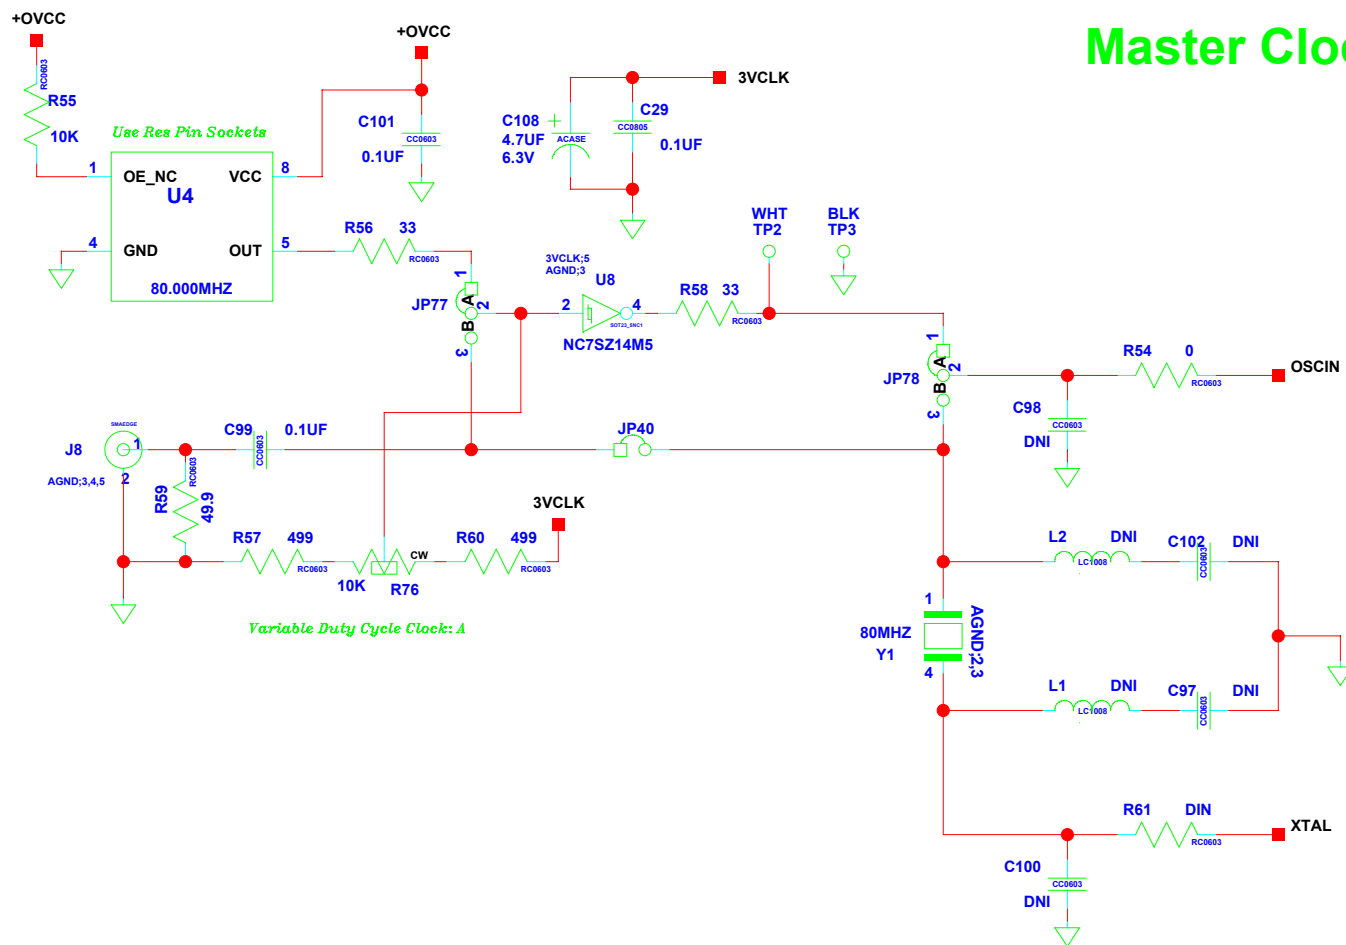 Master Cloc
+OVCC
RC0603
R55
10K
Use Res Pin Sockets
1
OE_NC
VCC
8
U4
4
GND
OUT
5
80.000MHZ
+OVCC
C101
CC0603
0.1UF
C108
+
4.7UF
6.3V
ACASE
C29
CC0805
0.1UF
3VCLK
R56
33
RC0603
JP77
1
A
2
B
3
3VCLK;5
AGND;3
U8
2
4
SOT23_5NC1
NC7SZ14M5
R58
33
RC0603
WHT
TP2
BLK
TP3
JP78
1
A
2
B
3
R54
0
RC0603
OSCIN
C98
CC0603
DNI
J8
SMAEDGE
1
2
AGND;3,4,5
C99
CC0603
0.1UF
JP40
R59
49.9
RC0603
R57
499
RC0603
10K
R76
CW
R60
499
RC0603
3VCLK
Variable Duty Cycle Clock: A
L2
DNI
LC1008
C102
CC0603
DNI
1
80MHZ
Y1
4
AGND;2,3
L1
DNI
LC1008
C97
CC0603
DNI
R61
DIN
RC0603
XTAL
C100
CC0603
DNI